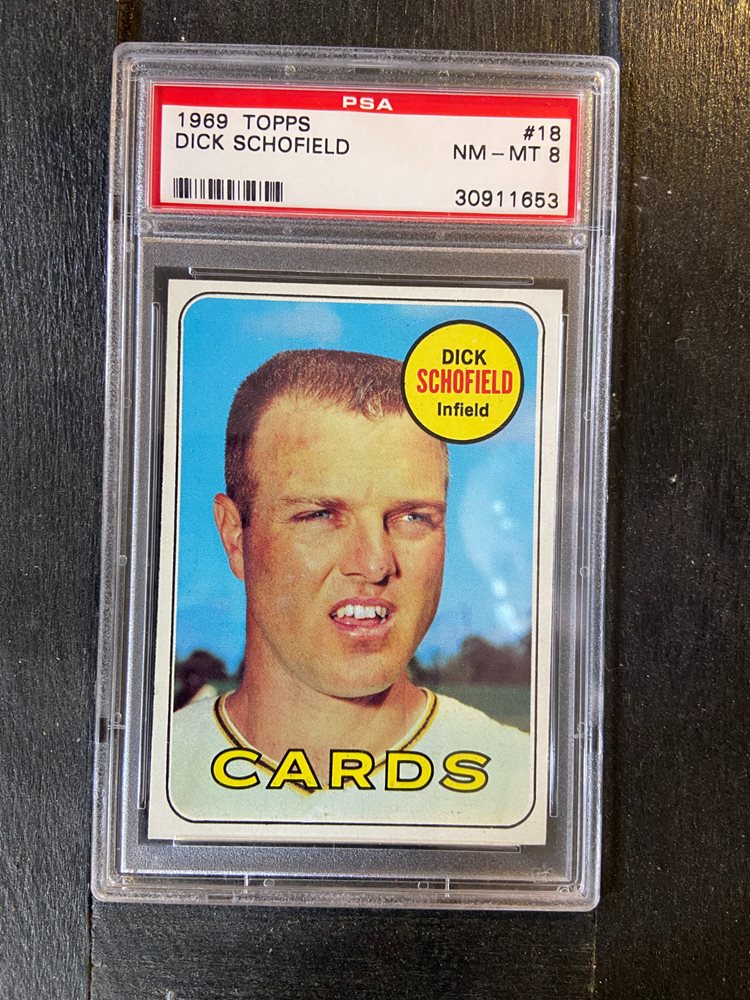 PSA
1969 TOPPS #18
DICK SCHOFIELD NM-MT 8
30911653
DICK
SCHOFIELD
Infield
CARDS